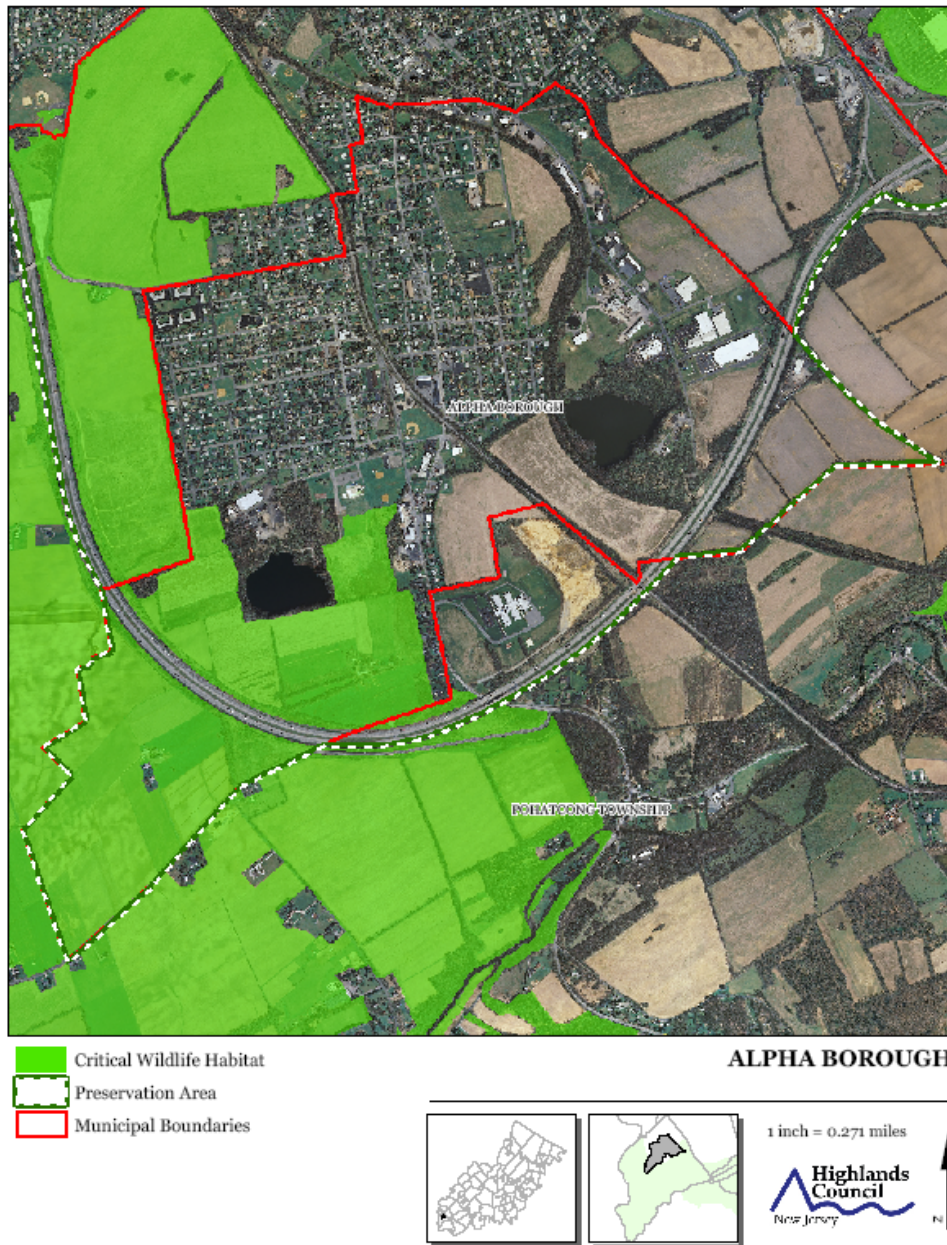 ALPHA BOROUGH
POHATCONG TOWNSHIP
Critical Wildlife Habitat
Preservation Area
Municipal Boundaries
ALPHA BOROUGH
1 inch = 0.271 miles
Highlands
Council
New Jersey
N